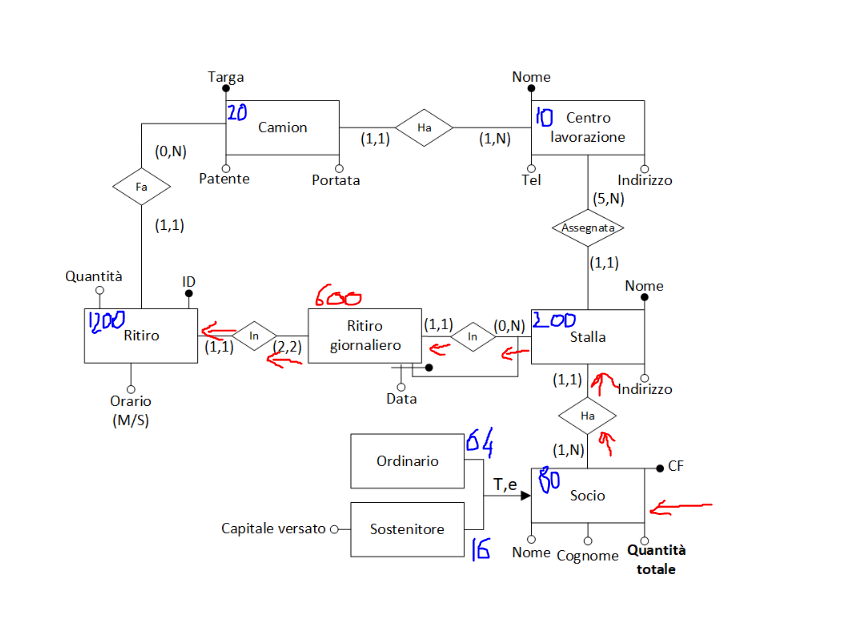 Targa
Nome
20
Camion
Ha
10
Centro
lavorazione
(1,1)
(1,N)
(0,N)
Patente
Portata
Tel
Indirizzo
Fa
(5,N)
Assegnata
(1,1)
(1,1)
Quantità
ID
Nome
600
1200
Ritiro
In
(1,1)
(2,2)
Ritiro
giornaliero
(1,1)
In
(0,N)
200
Stalla
Orario
(M/S)
Data
(1,1)
Indirizzo
Ha
(1,N)
64
Ordinario
T,e
80
Socio
CF
Capitale versato
Sostenitore
16
Nome
Cognome
Quantità
totale